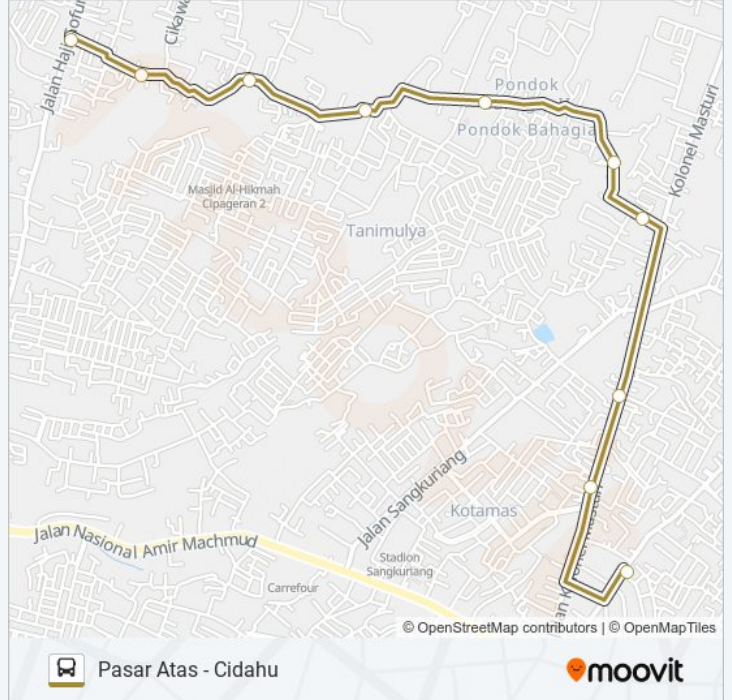 Jalan Haji
Cikawa
Pondok
Pondok Bahagia
Kolonel Masturi
Masjid Al-Hikmah
Cipageran 2
Tanimulya
Jalan Sangkuriang
Kotamas
Jalan Nasional Amir Machmud
Stadion
Sangkuriang
Carrefour
© OpenStreetMap contributors | © OpenMapTiles
Pasar Atas - Cidahu
moovit